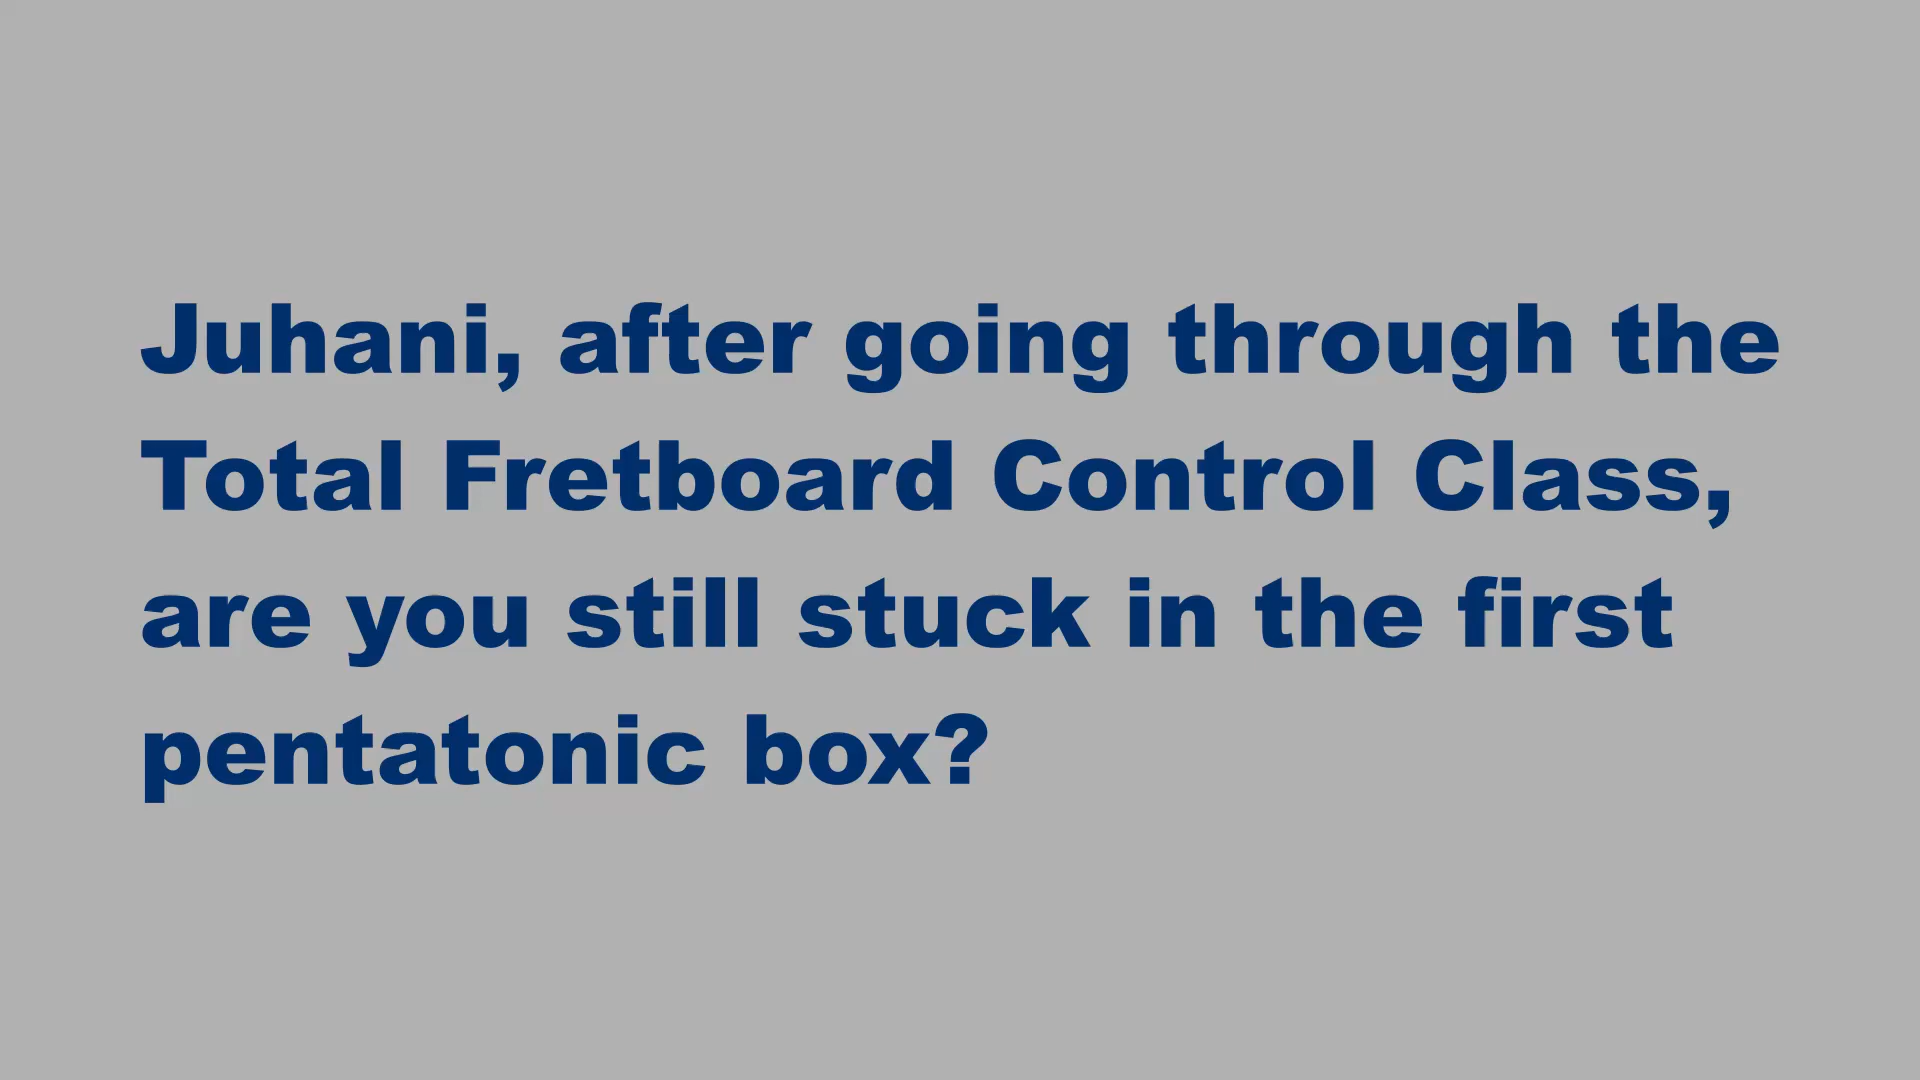 Juhani, after going through the
Total Fretboard Control Class,
are you still stuck in the first
pentatonic box?